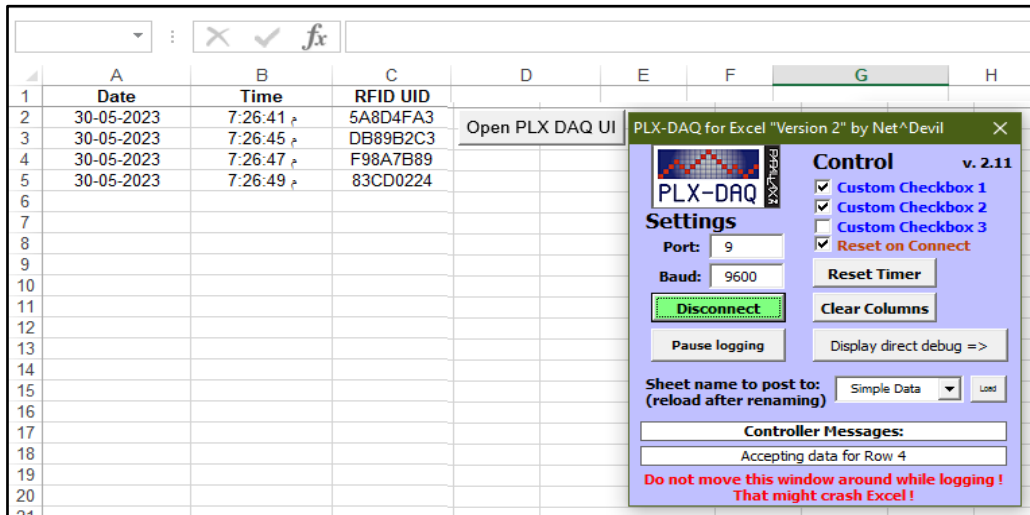 fx
A B C D E F G H
1 Date Time RFID UID
2 30-05-2023 7:26:41 م 5A8D4FA3
3 30-05-2023 7:26:45 م DB89B2C3
4 30-05-2023 7:26:47 م F98A7B89
5 30-05-2023 7:26:49 م 83CD0224
6
7
8
9
10
11
12
13
14
15
16
17
18
19
20
21
Open PLX DAQ UI
PLX-DAQ for Excel "Version 2" by Net^Devil
PLX-DAQ
PARALLAX
Control v. 2.11
Custom Checkbox 1
Custom Checkbox 2
Custom Checkbox 3
Reset on Connect
Settings
Port: 9
Baud: 9600
Reset Timer
Disconnect
Clear Columns
Pause logging
Display direct debug =>
Sheet name to post to:
(reload after renaming)
Simple Data
Load
Controller Messages:
Accepting data for Row 4
Do not move this window around while logging !
That might crash Excel !